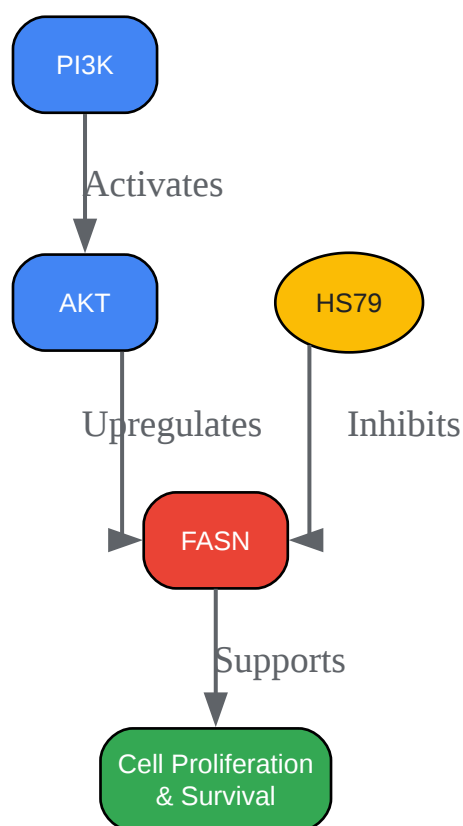 PI3K
Activates
AKT
HS79
Upregulates
Inhibits
FASN
Supports
Cell Proliferation
& Survival